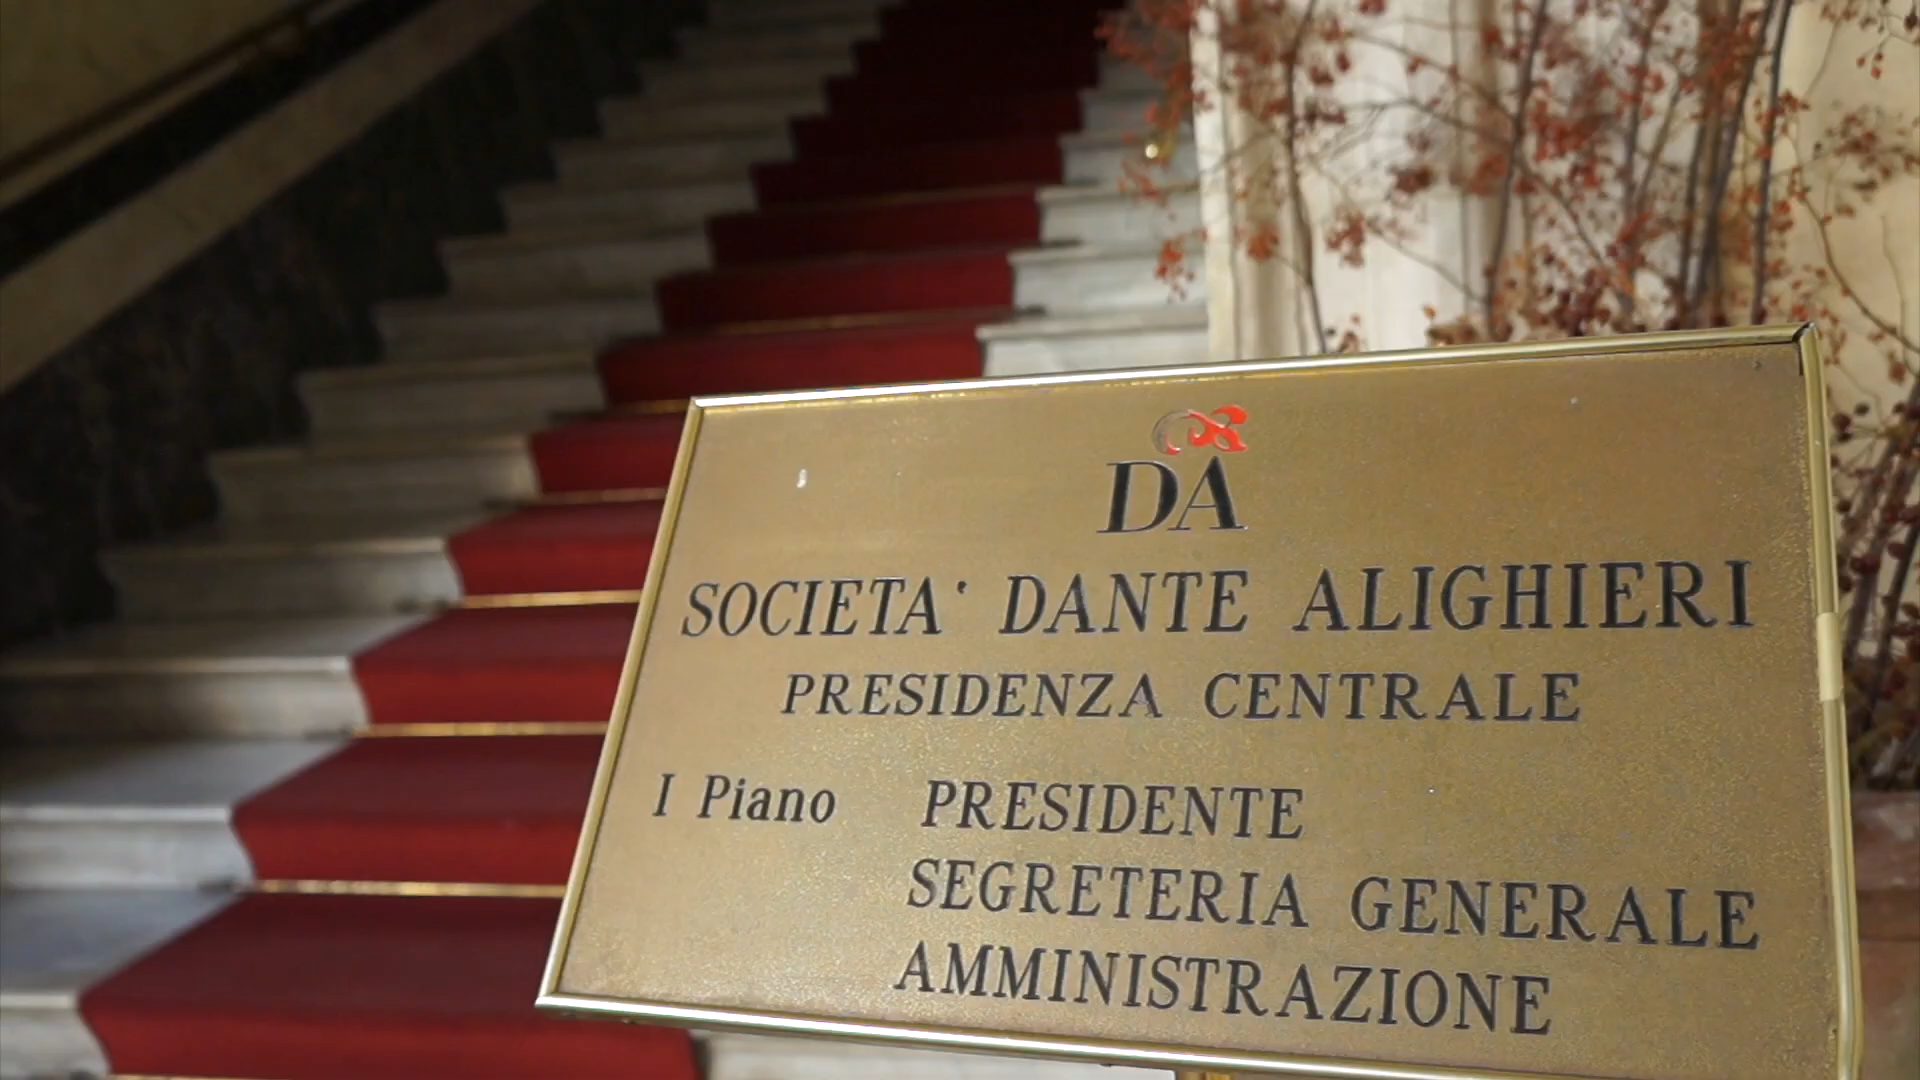 DA
SOCIETA‘ DANTE ALIGHIERI
PRESIDENZA CENTRALE
I Piano PRESIDENTE
SEGRETERIA GENERALE
AMMINISTRAZIONE